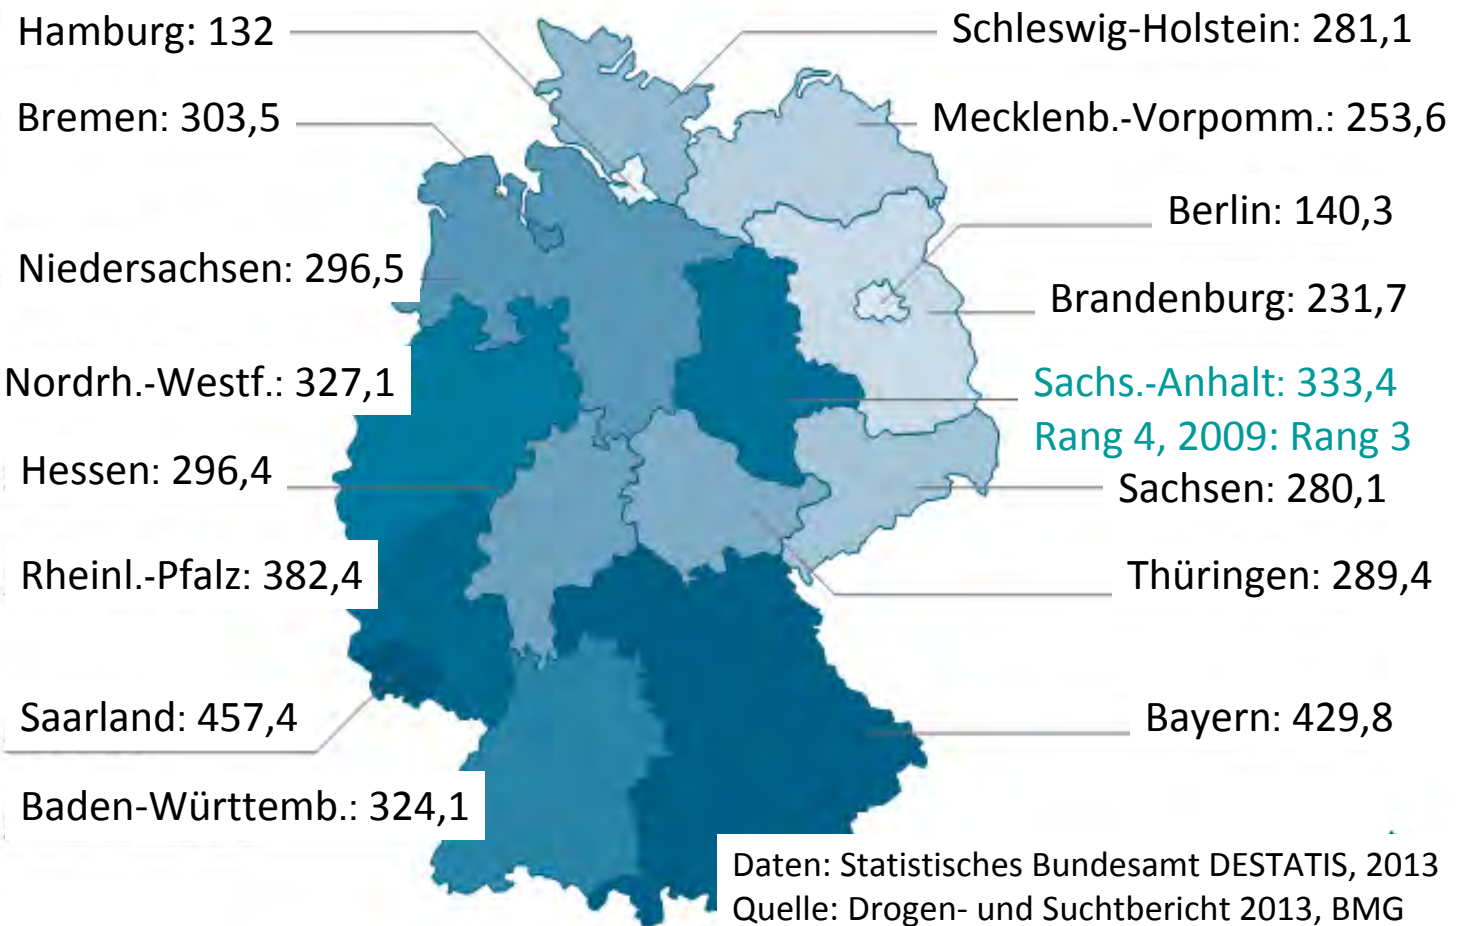 Hamburg: 132
Schleswig-Holstein: 281,1
Bremen: 303,5
Mecklenb.-Vorpomm.: 253,6
Berlin: 140,3
Niedersachsen: 296,5
Brandenburg: 231,7
Nordrh.-Westf.: 327,1
Sachs.-Anhalt: 333,4
Rang 4, 2009: Rang 3
Hessen: 296,4
Sachsen: 280,1
Rheinl.-Pfalz: 382,4
Thüringen: 289,4
Saarland: 457,4
Bayern: 429,8
Baden-Württemb.: 324,1
Daten: Statistisches Bundesamt DESTATIS, 2013
Quelle: Drogen- und Suchtbericht 2013, BMG